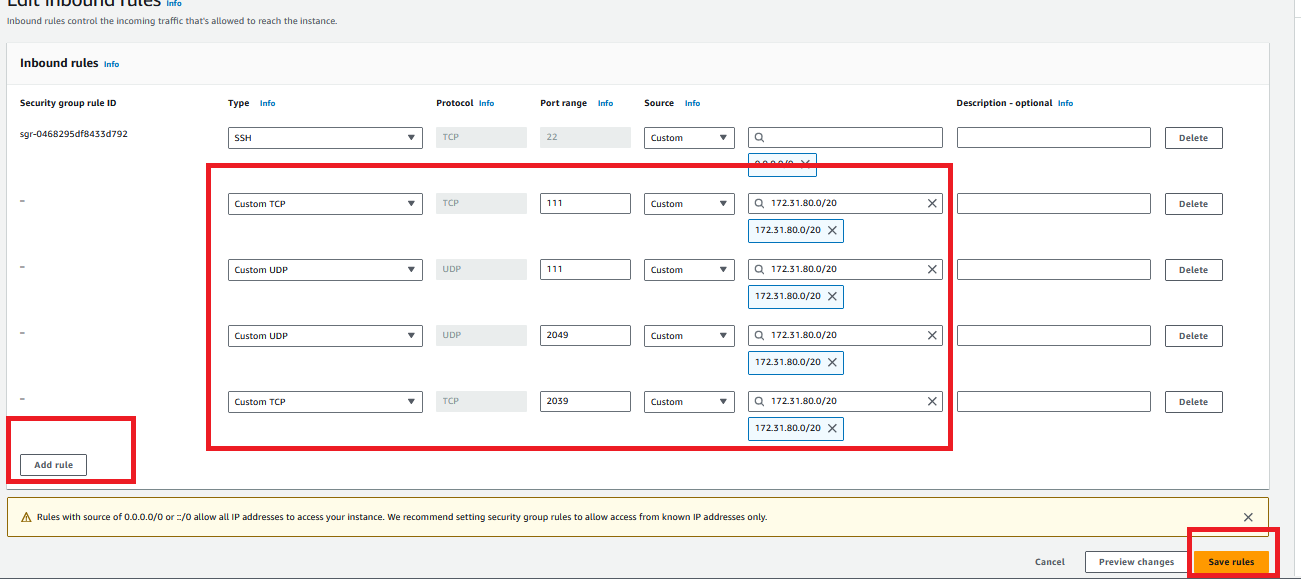 Edit inbound rules Info
Inbound rules control the incoming traffic that's allowed to reach the instance.
Inbound rules Info
Security group rule ID Type Info Protocol Info Port range Info Source Info Description - optional Info
sgr-0468295df8433d792 SSH TCP 22 Custom Delete
0.0.0.0/0
– Custom TCP TCP 111 Custom 172.31.80.0/20 Delete
172.31.80.0/20
– Custom UDP UDP 111 Custom 172.31.80.0/20 Delete
172.31.80.0/20
– Custom UDP UDP 2049 Custom 172.31.80.0/20 Delete
172.31.80.0/20
– Custom TCP TCP 2039 Custom 172.31.80.0/20 Delete
172.31.80.0/20
Add rule
Rules with source of 0.0.0.0/0 or ::/0 allow all IP addresses to access your instance. We recommend setting security group rules to allow access from known IP addresses only.
Cancel Preview changes Save rules